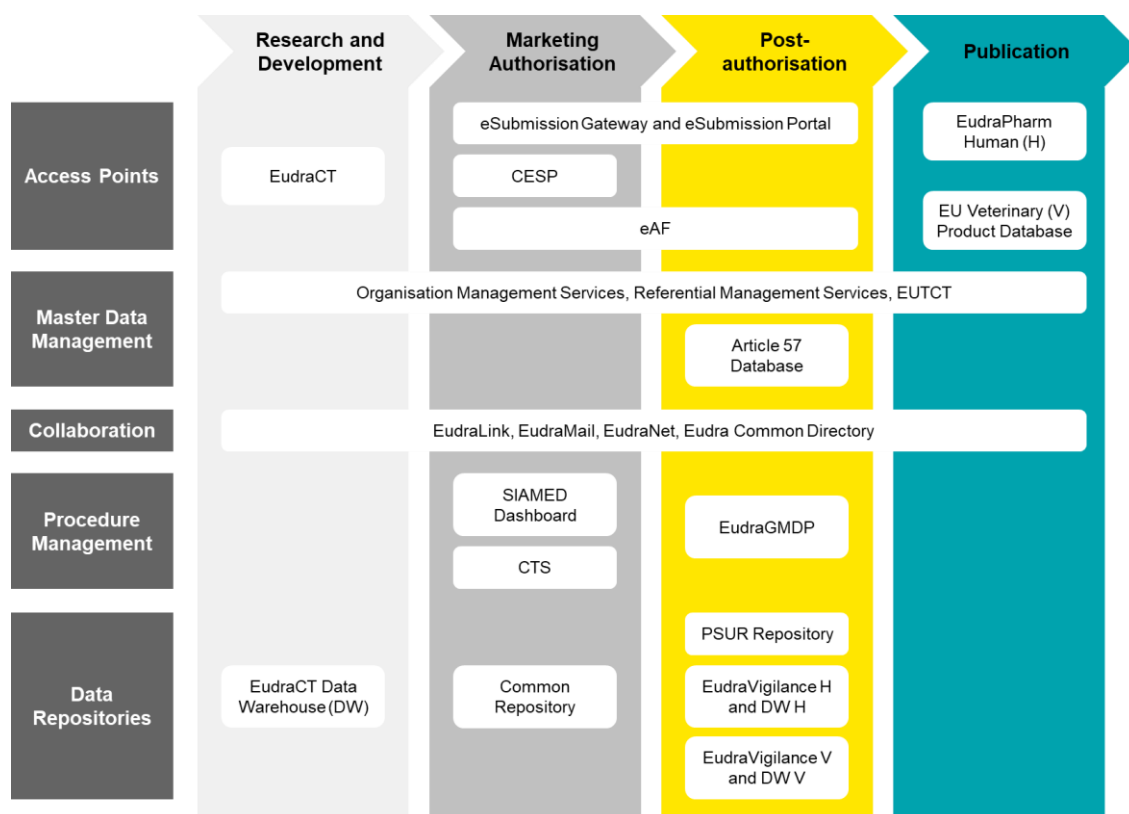 Research and
Development
Marketing
Authorisation
Post-
authorisation
Publication
Access Points
eSubmission Gateway and eSubmission Portal
EudraPharm
Human (H)
EudraCT
CESP
eAF
EU Veterinary (V)
Product Database
Master Data
Management
Organisation Management Services, Referential Management Services, EUTCT
Article 57
Database
Collaboration
EudraLink, EudraMail, EudraNet, Eudra Common Directory
Procedure
Management
SIAMED
Dashboard
CTS
EudraGMDP
Data
Repositories
EudraCT Data
Warehouse (DW)
Common
Repository
PSUR Repository
EudraVigilance H
and DW H
EudraVigilance V
and DW V